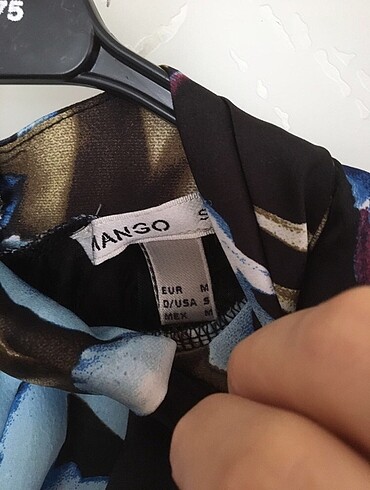 75
MANGO S
EUR M
D/USA S
MEX M